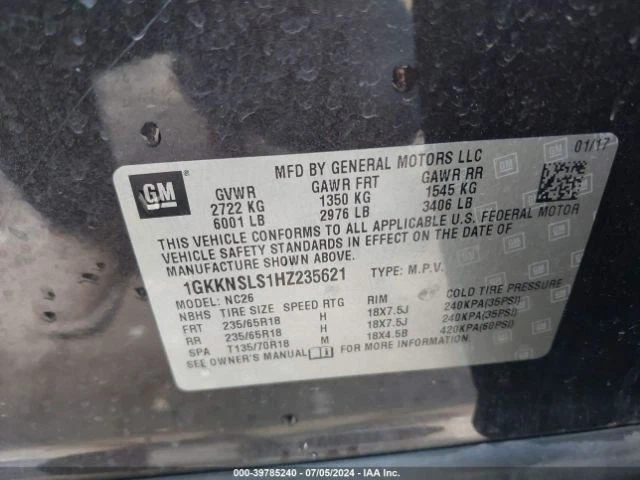 MFD BY GENERAL MOTORS LLC
01/17
GM
GVWR GAWR FRT GAWR RR
2722 KG 1350 KG 1545 KG
6001 LB 2976 LB 3406 LB
THIS VEHICLE CONFORMS TO ALL APPLICABLE U.S. FEDERAL MOTOR
VEHICLE SAFETY STANDARDS IN EFFECT ON THE DATE OF
MANUFACTURE SHOWN ABOVE.
1GKKNSLS1HZ235621 TYPE: M.P.V.
MODEL: NC26
NBHS TIRE SIZE SPEED RTG RIM COLD TIRE PRESSURE
FRT 235/65R18 H 18X7.5J 240KPA(35PSI)
RR 235/65R18 H 18X7.5J 240KPA(35PSI)
SPA T135/70R18 M 18X4.5B 420KPA(60PSI)
SEE OWNER'S MANUAL FOR MORE INFORMATION.
000-39785240 - 07/05/2024 - IAA Inc.